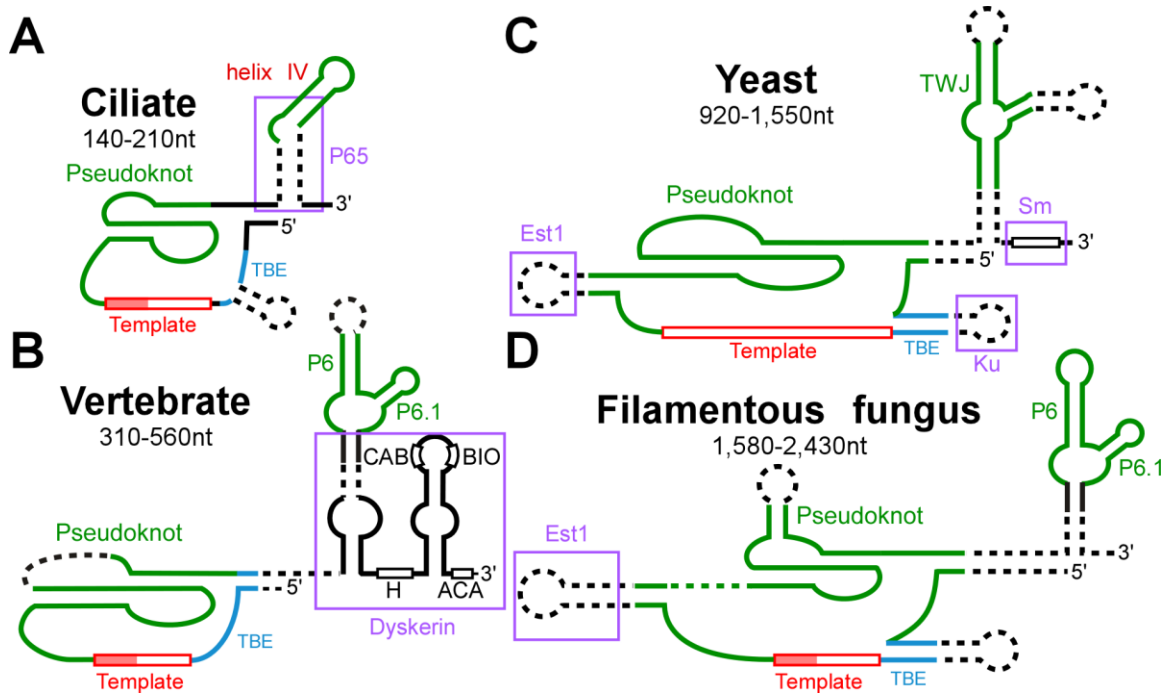 A
Ciliate
140-210nt
helix IV
P65
Pseudoknot
3'
5'
TBE
Template
B
Vertebrate
310-560nt
P6
P6.1
CAB
BIO
Pseudoknot
5'
H
ACA
3'
Dyskerin
TBE
Template
C
Yeast
920-1,550nt
TWJ
Pseudoknot
Sm
Est1
3'
5'
Template
TBE
Ku
D
Filamentous fungus
1,580-2,430nt
P6
P6.1
Pseudoknot
Est1
3'
5'
TBE
Template